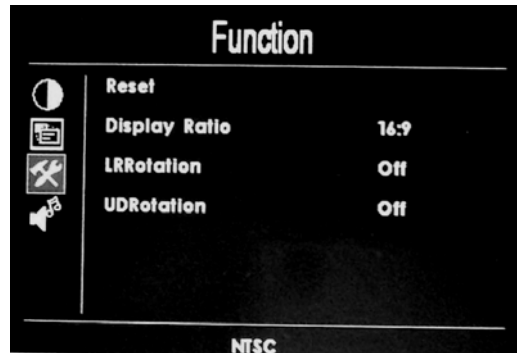 Function
Reset
Display Ratio 16:9
LRRotation Off
UDRotation Off
NTSC